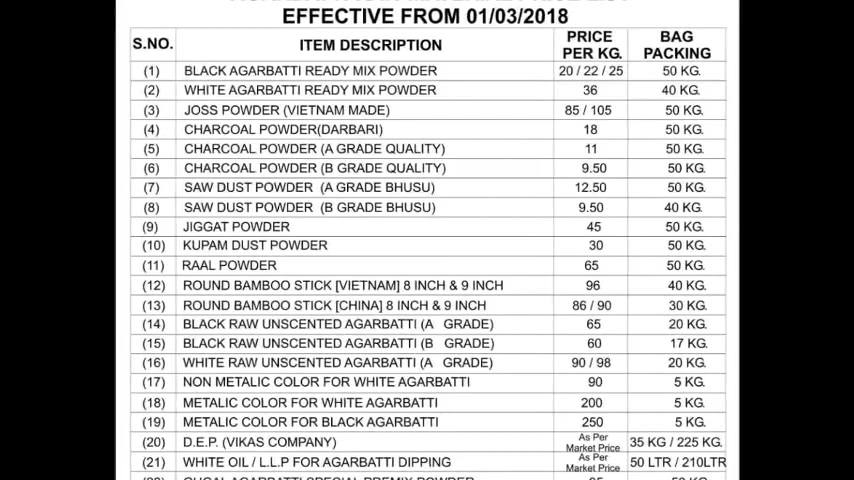 EFFECTIVE FROM 01/03/2018
S.NO. ITEM DESCRIPTION PRICE PER KG. BAG PACKING
(1) BLACK AGARBATTI READY MIX POWDER 20 / 22 / 25 50 KG.
(2) WHITE AGARBATTI READY MIX POWDER 36 40 KG.
(3) JOSS POWDER (VIETNAM MADE) 85 / 105 50 KG.
(4) CHARCOAL POWDER(DARBARI) 18 50 KG.
(5) CHARCOAL POWDER (A GRADE QUALITY) 11 50 KG.
(6) CHARCOAL POWDER (B GRADE QUALITY) 9.50 50 KG.
(7) SAW DUST POWDER (A GRADE BHUSU) 12.50 50 KG.
(8) SAW DUST POWDER (B GRADE BHUSU) 9.50 40 KG.
(9) JIGGAT POWDER 45 50 KG.
(10) KUPAM DUST POWDER 30 50 KG.
(11) RAAL POWDER 65 50 KG.
(12) ROUND BAMBOO STICK [VIETNAM] 8 INCH & 9 INCH 96 40 KG.
(13) ROUND BAMBOO STICK [CHINA] 8 INCH & 9 INCH 86 / 90 30 KG.
(14) BLACK RAW UNSCENTED AGARBATTI (A GRADE) 65 20 KG.
(15) BLACK RAW UNSCENTED AGARBATTI (B GRADE) 60 17 KG.
(16) WHITE RAW UNSCENTED AGARBATTI (A GRADE) 90 / 98 20 KG.
(17) NON METALIC COLOR FOR WHITE AGARBATTI 90 5 KG.
(18) METALIC COLOR FOR WHITE AGARBATTI 200 5 KG.
(19) METALIC COLOR FOR BLACK AGARBATTI 250 5 KG.
(20) D.E.P. (VIKAS COMPANY) As Per Market Price 35 KG / 225 KG.
(21) WHITE OIL / L.L.P FOR AGARBATTI DIPPING As Per Market Price 50 LTR / 210LTR